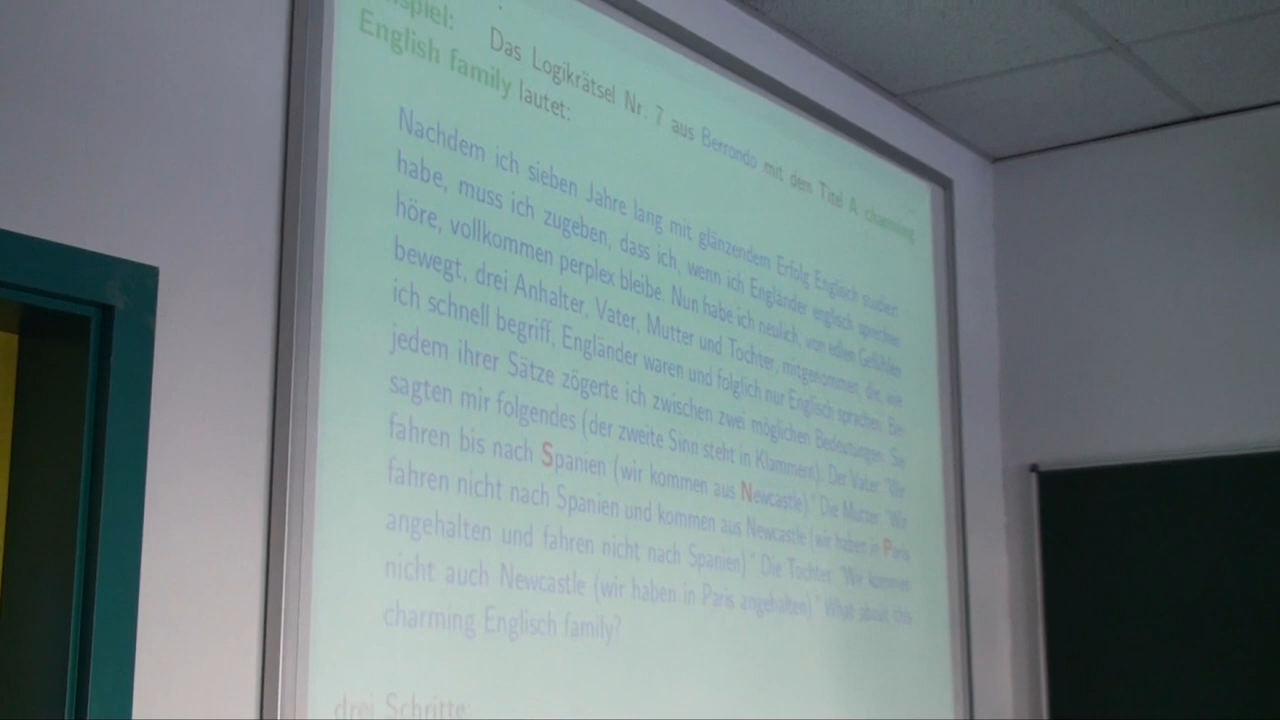 ispiel: Das Logikrätsel Nr. 7 aus Berrondo mit dem Titel A charming
English family lautet:
Nachdem ich sieben Jahre lang mit glänzendem Erfolg Englisch studiert
habe, muss ich zugeben, dass ich, wenn ich Engländer englisch sprechen
höre, vollkommen perplex bleibe. Nun habe ich neulich, von edlen Gefühlen
bewegt, drei Anhalter, Vater, Mutter und Tochter, mitgenommen, die, wie
ich schnell begriff, Engländer waren und folglich nur Englisch sprachen. Bei
jedem ihrer Sätze zögerte ich zwischen zwei möglichen Bedeutungen. Sie
sagten mir folgendes (der zweite Sinn steht in Klammern): Der Vater: "Wir
fahren bis nach Spanien (wir kommen aus Newcastle)." Die Mutter: "Wir
fahren nicht nach Spanien und kommen aus Newcastle (wir haben in Paris
angehalten und fahren nicht nach Spanien)." Die Tochter: "Wir kommen
nicht auch Newcastle (wir haben in Paris angehalten)." What about this
charming Englisch family?
drei Schritte: